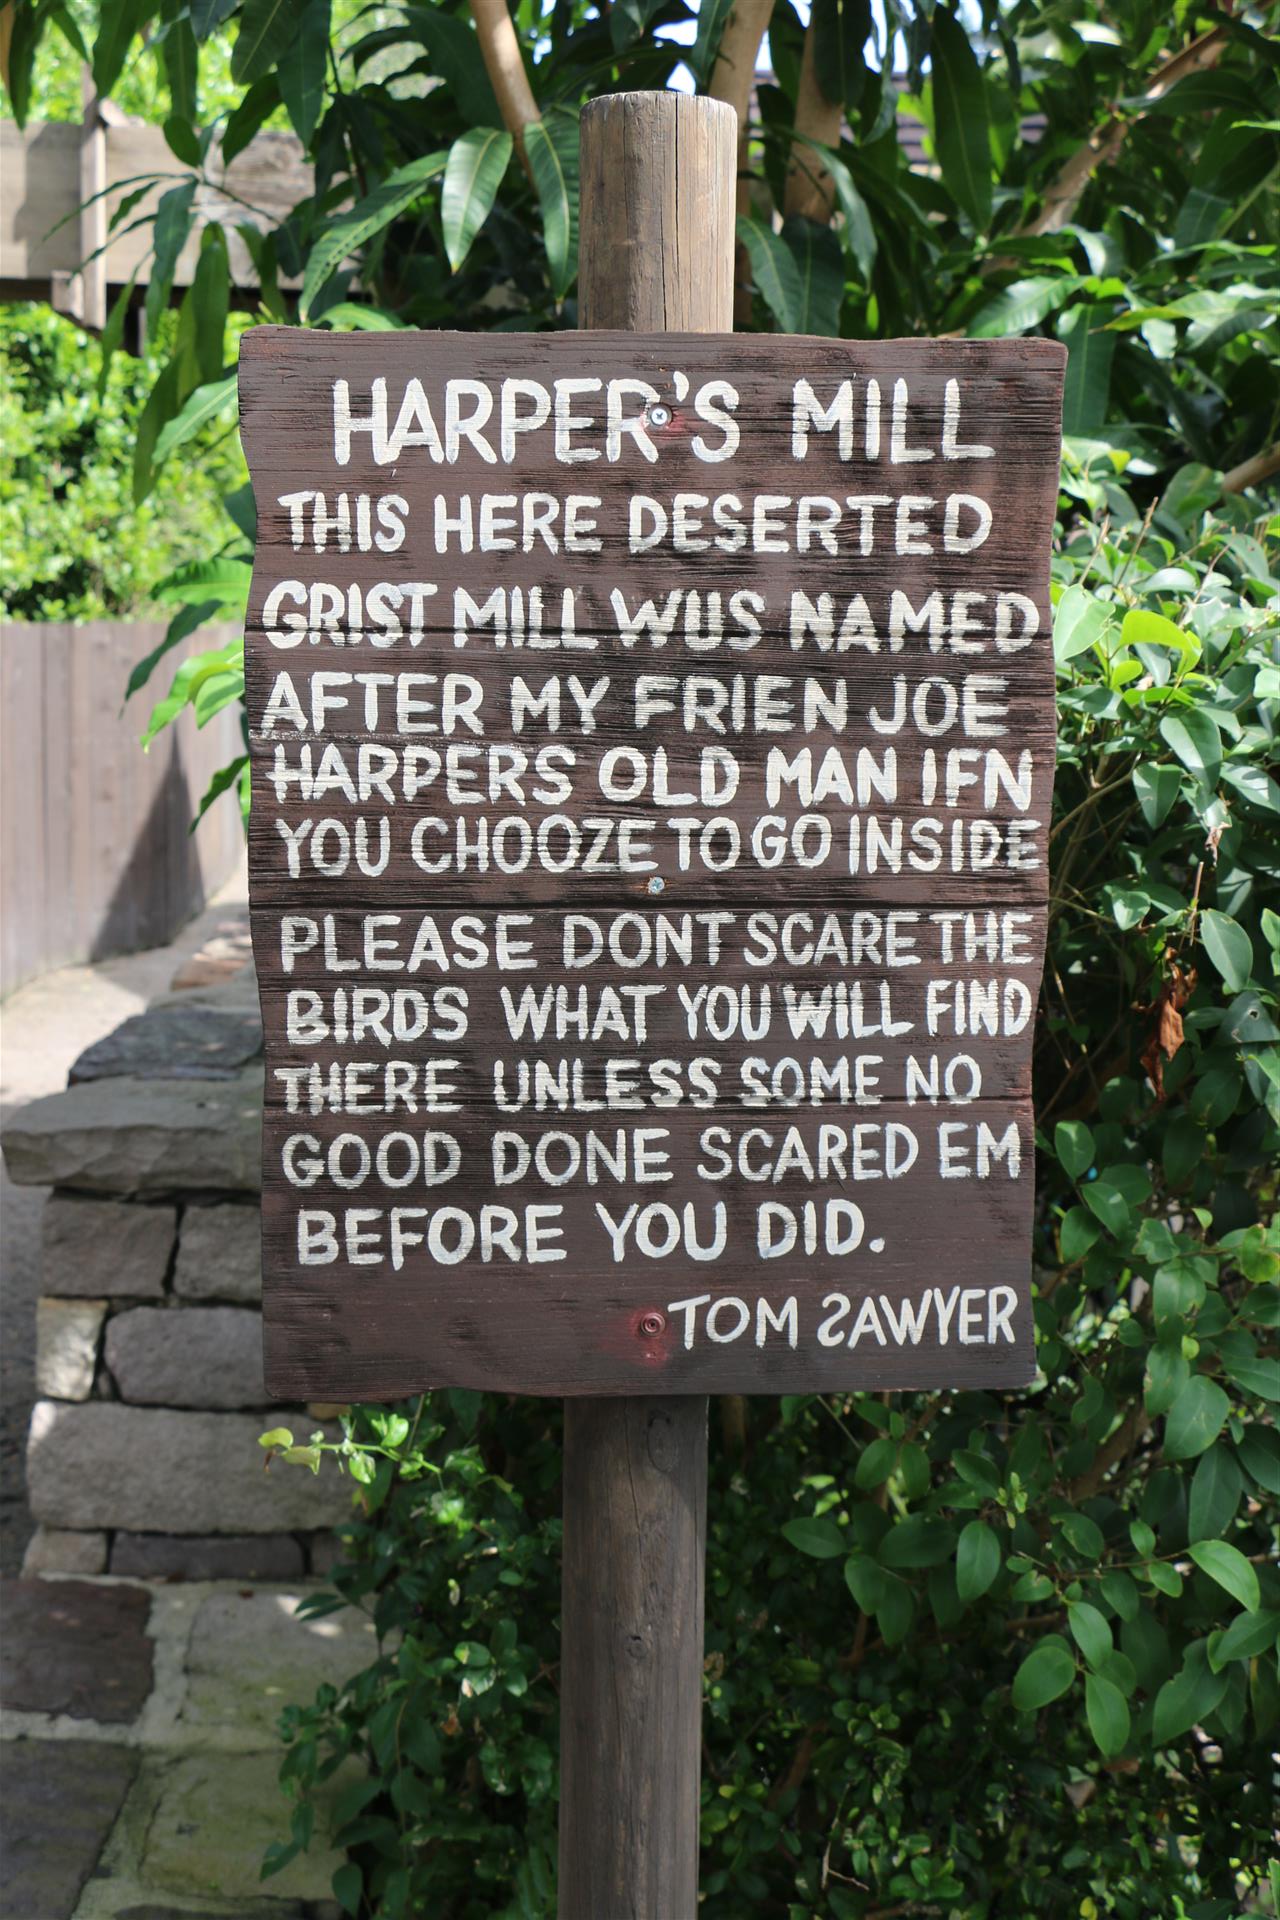 HARPER'S MILL
THIS HERE DESERTED
GRIST MILL WUS NAMED
AFTER MY FRIEN JOE
HARPERS OLD MAN IFN
YOU CHOOZE TO GO INSIDE
PLEASE DONT SCARE THE
BIRDS WHAT YOU WILL FIND
THERE UNLESS SOME NO
GOOD DONE SCARED EM
BEFORE YOU DID.
TOM SAWYER